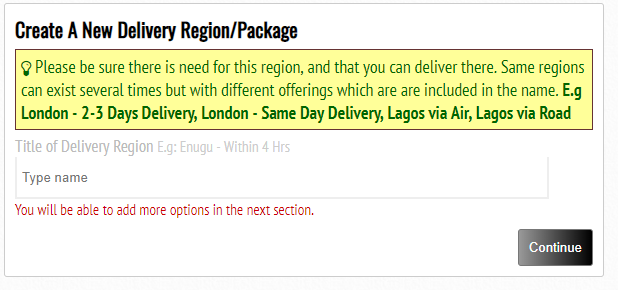 Create A New Delivery Region/Package
Please be sure there is need for this region, and that you can deliver there. Same regions
can exist several times but with different offerings which are are included in the name. E.g
London - 2-3 Days Delivery, London - Same Day Delivery, Lagos via Air, Lagos via Road
Title of Delivery Region E.g: Enugu - Within 4 Hrs
Type name
You will be able to add more options in the next section.
Continue